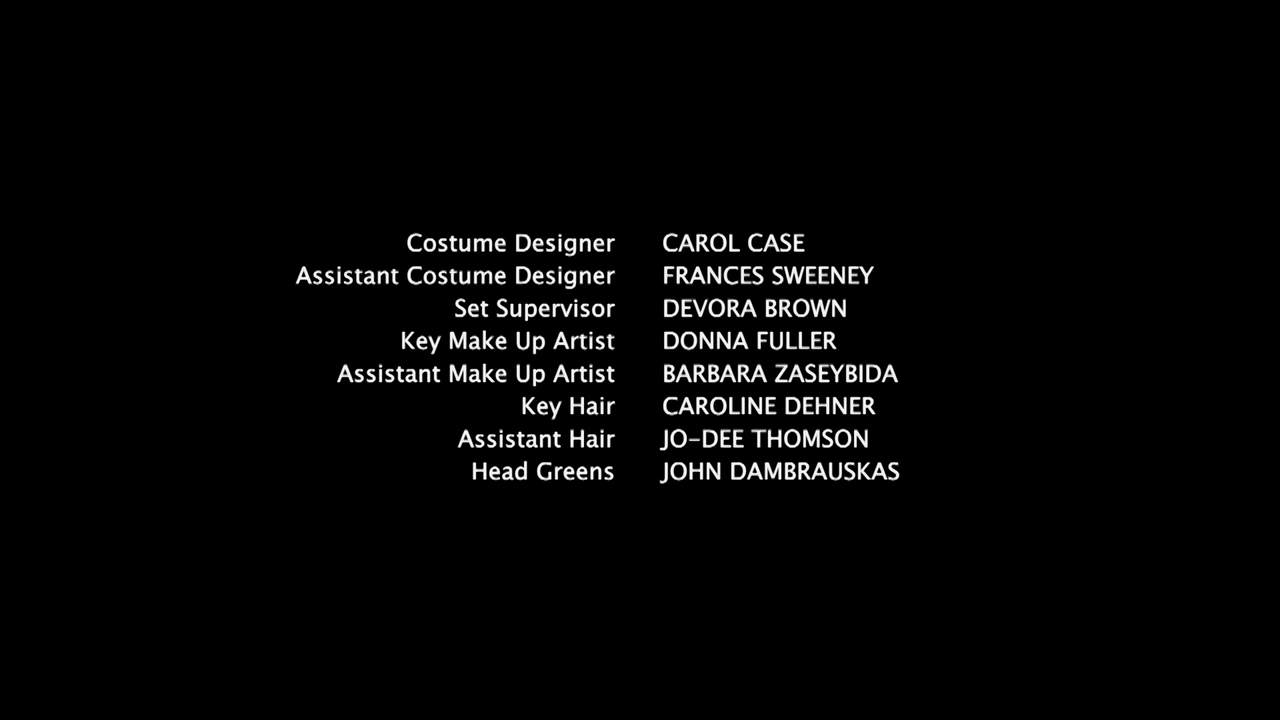 Costume Designer CAROL CASE
Assistant Costume Designer FRANCES SWEENEY
Set Supervisor DEVORA BROWN
Key Make Up Artist DONNA FULLER
Assistant Make Up Artist BARBARA ZASEYBIDA
Key Hair CAROLINE DEHNER
Assistant Hair JO-DEE THOMSON
Head Greens JOHN DAMBRAUSKAS